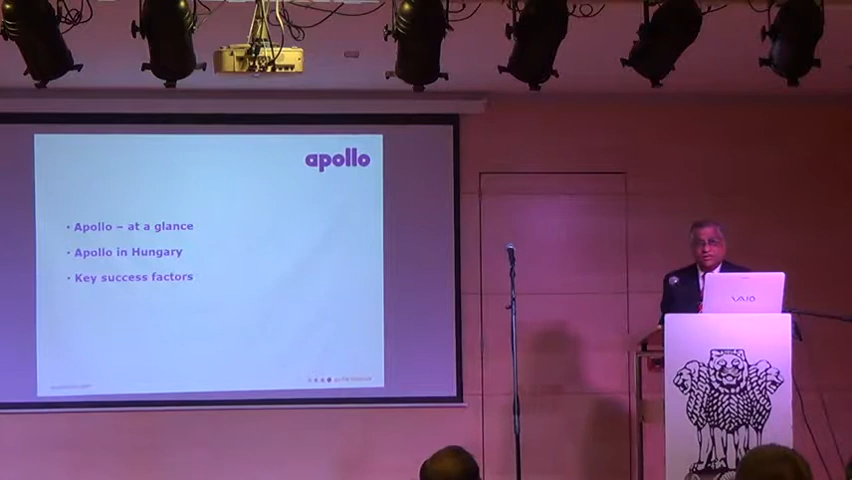 apollo
• Apollo – at a glance
• Apollo in Hungary
• Key success factors
VAIO